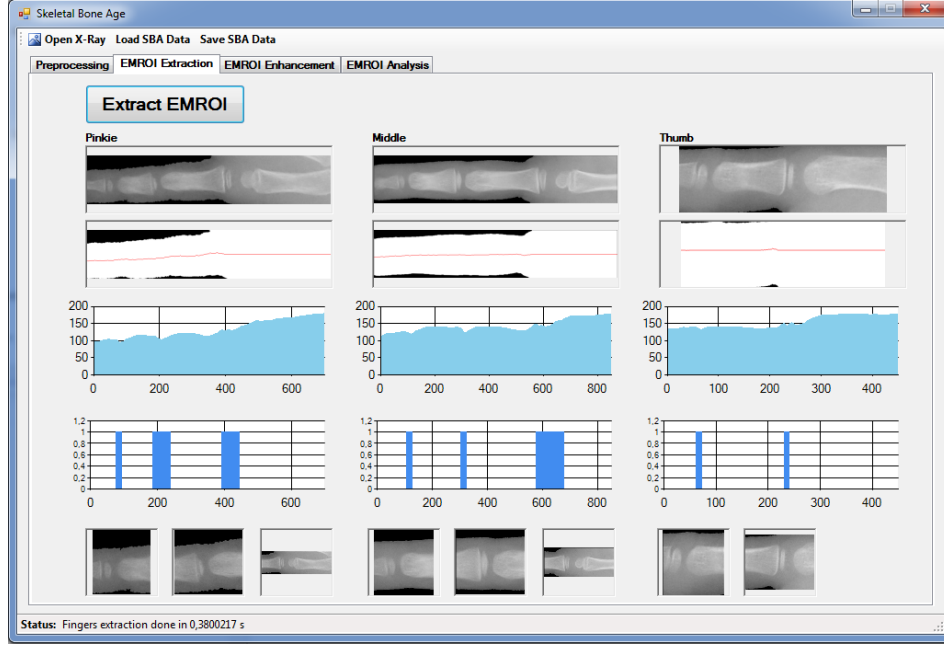 Skeletal Bone Age
Open X-Ray Load SBA Data Save SBA Data
Preprocessing EMROI Extraction EMROI Enhancement EMROI Analysis
Extract EMROI
Pinkie Middle Thumb
200 200 200
150 150 150
100 100 100
50 50 50
0 0 0
0 200 400 600 0 200 400 600 800 0 100 200 300 400
1,2 1,2 1,2
1 1 1
0,8 0,8 0,8
0,6 0,6 0,6
0,4 0,4 0,4
0,2 0,2 0,2
0 0 0
0 200 400 600 0 200 400 600 800 0 100 200 300 400
Status: Fingers extraction done in 0,3800217 s